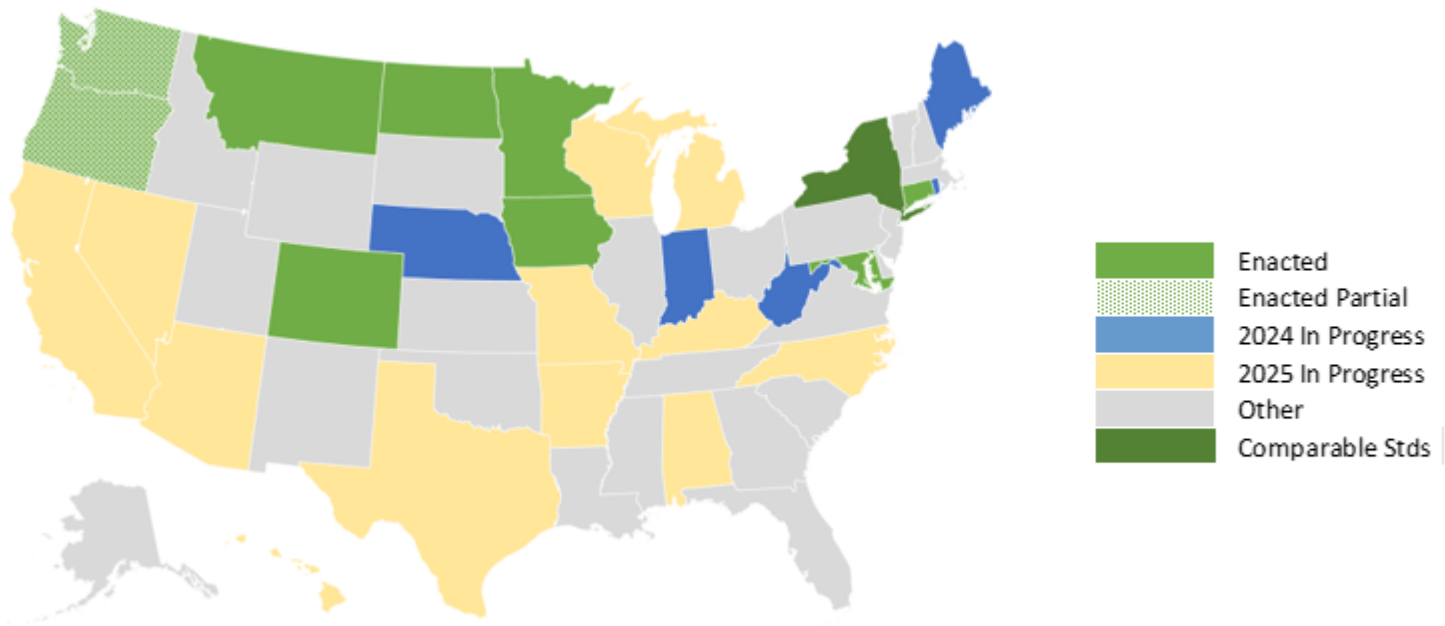 Enacted
Enacted Partial
2024 In Progress
2025 In Progress
Other
Comparable Stds